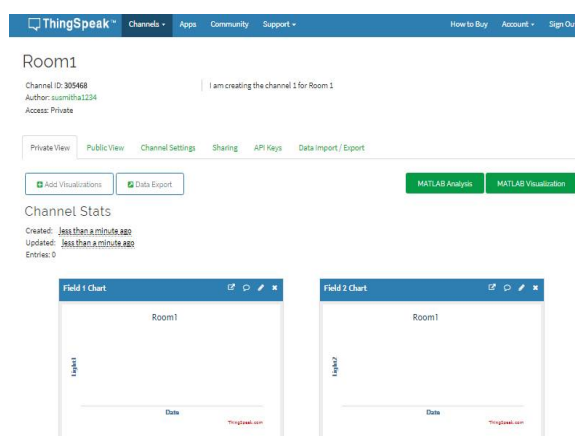 ThingSpeak™ Channels Apps Community Support How to Buy Account Sign Out
Room1
Channel ID: 305468
Author: susmitha1234
Access: Private
I am creating the channel 1 for Room 1
Private View Public View Channel Settings Sharing API Keys Data Import / Export
Add Visualizations Data Export MATLAB Analysis MATLAB Visualization
Channel Stats
Created: less than a minute ago
Updated: less than a minute ago
Entries: 0
Field 1 Chart
Room1
Light1
Date
ThingSpeak.com
Field 2 Chart
Room1
Light2
Date
ThingSpeak.com